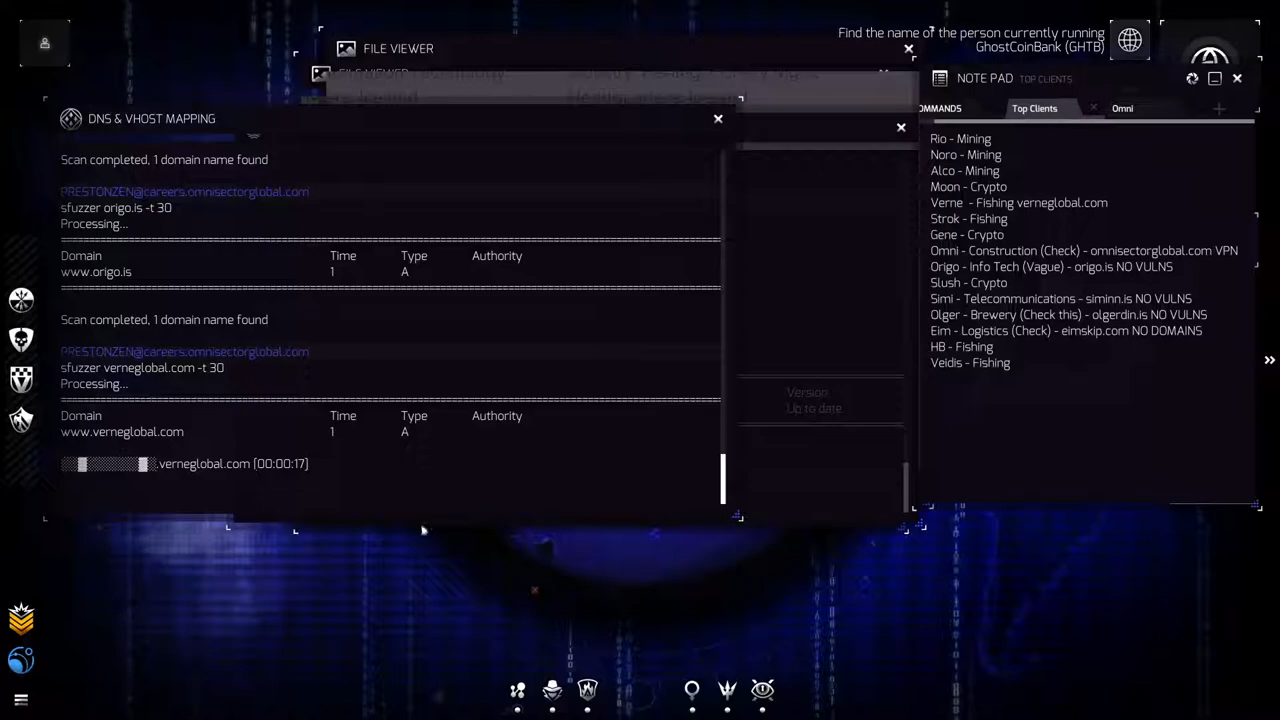 Find the name of the person currently running
GhostCoinBank (GHTB)
FILE VIEWER
FILE VIEWER
NOTE PAD TOP CLIENTS
OMMANDS Top Clients Omni
Rio - Mining
Noro - Mining
Alco - Mining
Moon - Crypto
Verne - Fishing verneglobal.com
Strok - Fishing
Gene - Crypto
Omni - Construction (Check) - omnisectorglobal.com VPN
Origo - Info Tech (Vague) - origo.is NO VULNS
Slush - Crypto
Simi - Telecommunications - siminn.is NO VULNS
Olger - Brewery (Check this) - olgerdin.is NO VULNS
Eim - Logistics (Check) - eimskip.com NO DOMAINS
HB - Fishing
Veidis - Fishing
DNS & VHOST MAPPING
Scan completed, 1 domain name found
PRESTONZEN@careers.omnisectorglobal.com
sfuzzer origo.is -t 30
Processing...
Domain Time Type Authority
www.origo.is 1 A
Scan completed, 1 domain name found
PRESTONZEN@careers.omnisectorglobal.com
sfuzzer verneglobal.com -t 30
Processing...
Domain Time Type Authority
www.verneglobal.com 1 A
.verneglobal.com [00:00:17]
Version
Up to date